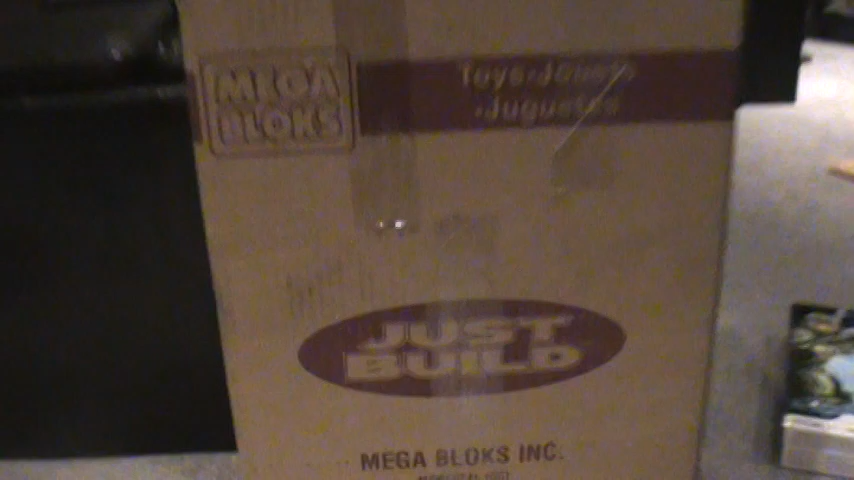 MEGA
BLOKS
Toys•Jouets
•Juguetes
JUST
BUILD
MEGA BLOKS INC.